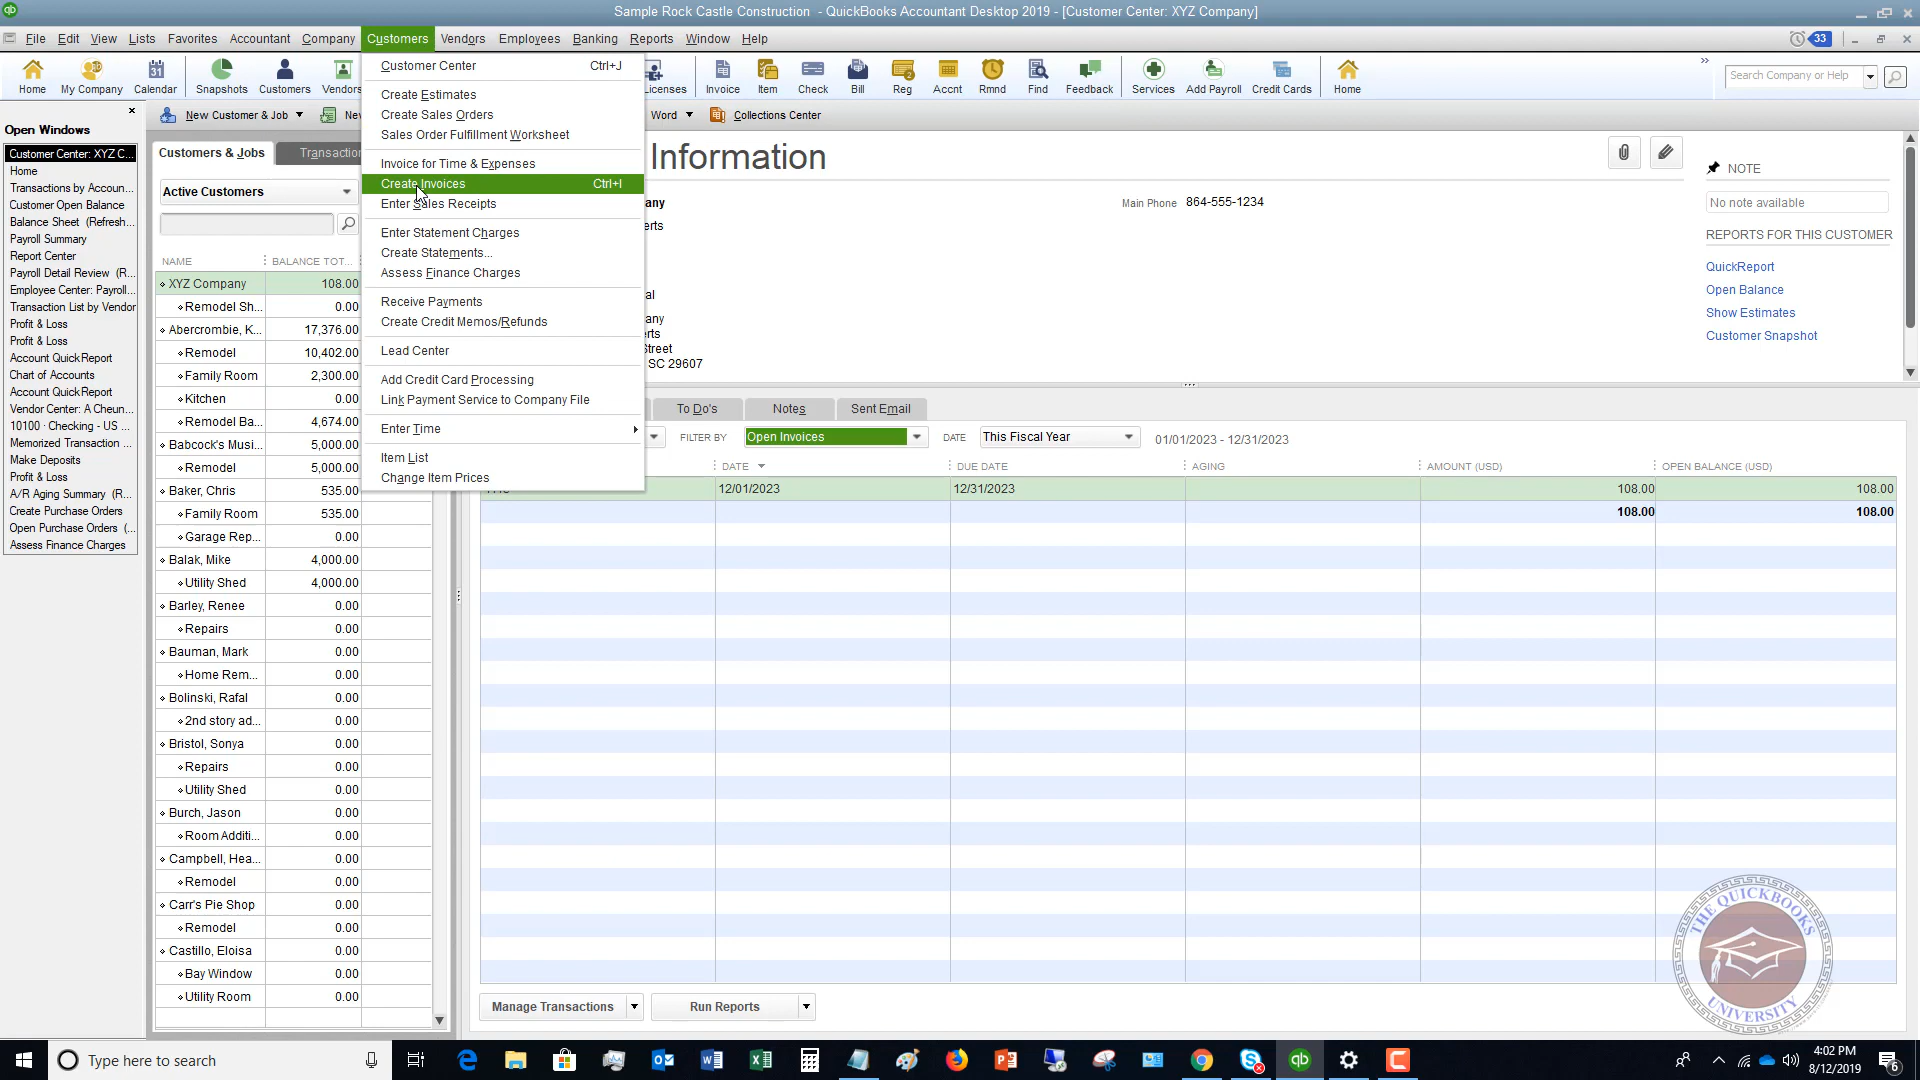 Sample Rock Castle Construction - QuickBooks Accountant Desktop 2019 - [Customer Center: XYZ Company]
File Edit View Lists Favorites Accountant Company Customers Vendors Employees Banking Reports Window Help
33
Home My Company Calendar Snapshots Customers Vendors Licenses Invoice Item Check Bill Reg Accnt Rmnd Find Feedback Services Add Payroll Credit Cards Home
Search Company or Help
New Customer & Job
Word
Collections Center
Open Windows
Customer Center: XYZ C...
Home
Transactions by Accoun...
Customer Open Balance
Balance Sheet (Refresh...
Payroll Summary
Report Center
Payroll Detail Review (R...
Employee Center: Payroll...
Transaction List by Vendor
Profit & Loss
Profit & Loss
Account QuickReport
Chart of Accounts
Account QuickReport
Vendor Center: A Cheun...
10100 · Checking - US ...
Memorized Transaction ...
Make Deposits
Profit & Loss
A/R Aging Summary (R...
Create Purchase Orders
Open Purchase Orders (...
Assess Finance Charges
Customers & Jobs
Transaction
Active Customers
NAME BALANCE TOT...
XYZ Company 108.00
Remodel Sh... 0.00
Abercrombie, K... 17,376.00
Remodel 10,402.00
Family Room 2,300.00
Kitchen 0.00
Remodel Ba... 4,674.00
Babcock's Musi... 5,000.00
Remodel 5,000.00
Baker, Chris 535.00
Family Room 535.00
Garage Rep... 0.00
Balak, Mike 4,000.00
Utility Shed 4,000.00
Barley, Renee 0.00
Repairs 0.00
Bauman, Mark 0.00
Home Rem... 0.00
Bolinski, Rafal 0.00
2nd story ad... 0.00
Bristol, Sonya 0.00
Repairs 0.00
Utility Shed 0.00
Burch, Jason 0.00
Room Additi... 0.00
Campbell, Hea... 0.00
Remodel 0.00
Carr's Pie Shop 0.00
Remodel 0.00
Castillo, Eloisa 0.00
Bay Window 0.00
Utility Room 0.00
Customer Center Ctrl+J
Create Estimates
Create Sales Orders
Sales Order Fulfillment Worksheet
Invoice for Time & Expenses
Create Invoices Ctrl+I
Enter Sales Receipts
Enter Statement Charges
Create Statements...
Assess Finance Charges
Receive Payments
Create Credit Memos/Refunds
Lead Center
Add Credit Card Processing
Link Payment Service to Company File
Enter Time
Item List
Change Item Prices
Information
any
erts
al
any
erts
Street
SC 29607
Main Phone 864-555-1234
NOTE
No note available
REPORTS FOR THIS CUSTOMER
QuickReport
Open Balance
Show Estimates
Customer Snapshot
To Do's Notes Sent Email
FILTER BY Open Invoices DATE This Fiscal Year 01/01/2023 - 12/31/2023
DATE DUE DATE AGING AMOUNT (USD) OPEN BALANCE (USD)
12/01/2023 12/31/2023 108.00 108.00
108.00 108.00
Manage Transactions Run Reports
THE QUICKBOOKS UNIVERSITY
Type here to search
4:02 PM
8/12/2019
6